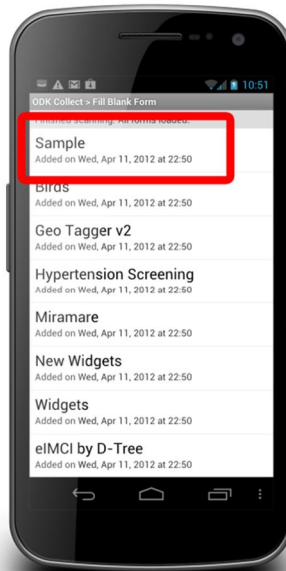 10:51
ODK Collect > Fill Blank Form
Finished scanning. All forms loaded.
Sample
Added on Wed, Apr 11, 2012 at 22:50
Birds
Added on Wed, Apr 11, 2012 at 22:50
Geo Tagger v2
Added on Wed, Apr 11, 2012 at 22:50
Hypertension Screening
Added on Wed, Apr 11, 2012 at 22:50
Miramare
Added on Wed, Apr 11, 2012 at 22:50
New Widgets
Added on Wed, Apr 11, 2012 at 22:50
Widgets
Added on Wed, Apr 11, 2012 at 22:50
eIMCI by D-Tree
Added on Wed, Apr 11, 2012 at 22:50